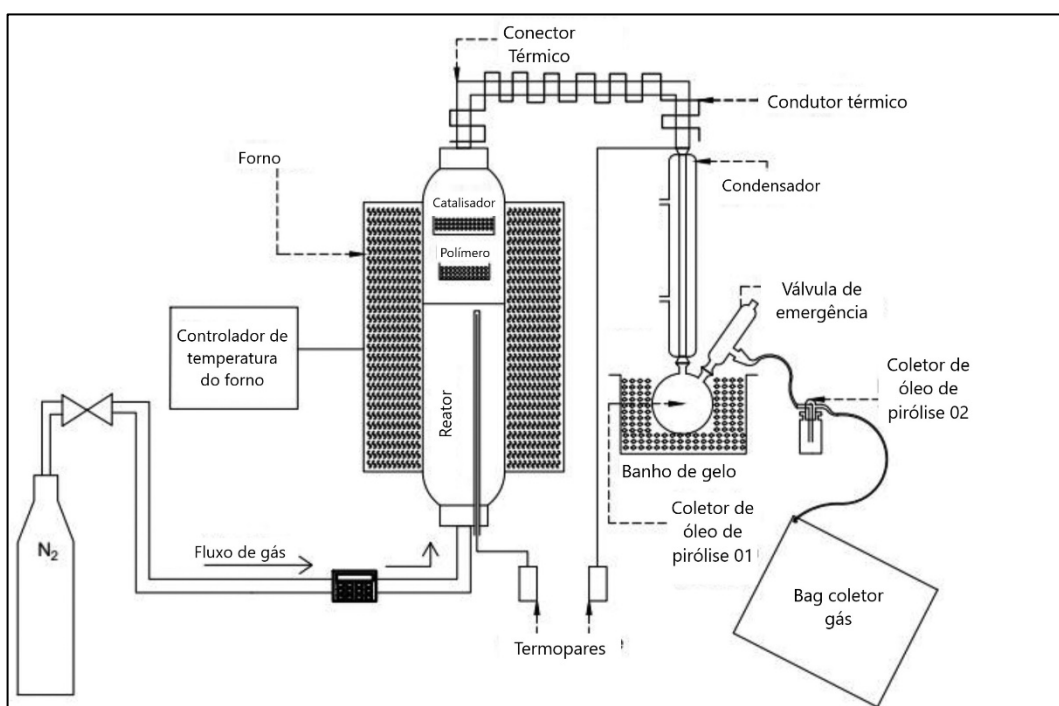 Conector
Térmico
Condutor térmico
Forno
Condensador
Catalisador
Polímero
Válvula de
emergência
Controlador de
temperatura
do forno
Coletor de
óleo de
pirólise 02
Reator
Banho de gelo
Coletor de
óleo de
pirólise 01
N₂
Fluxo de gás
Bag coletor
gás
Termopares